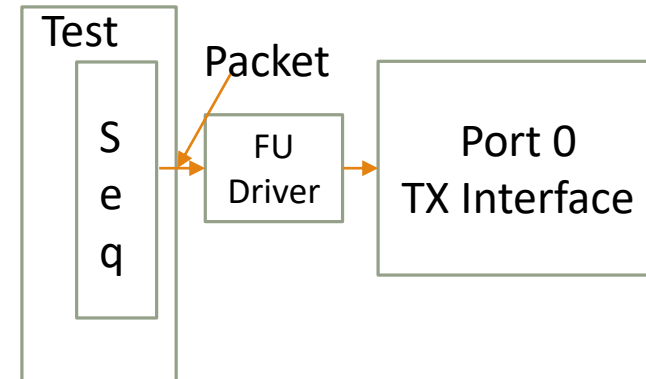 Test
Packet
S
e
q
FU
Driver
Port 0
TX Interface